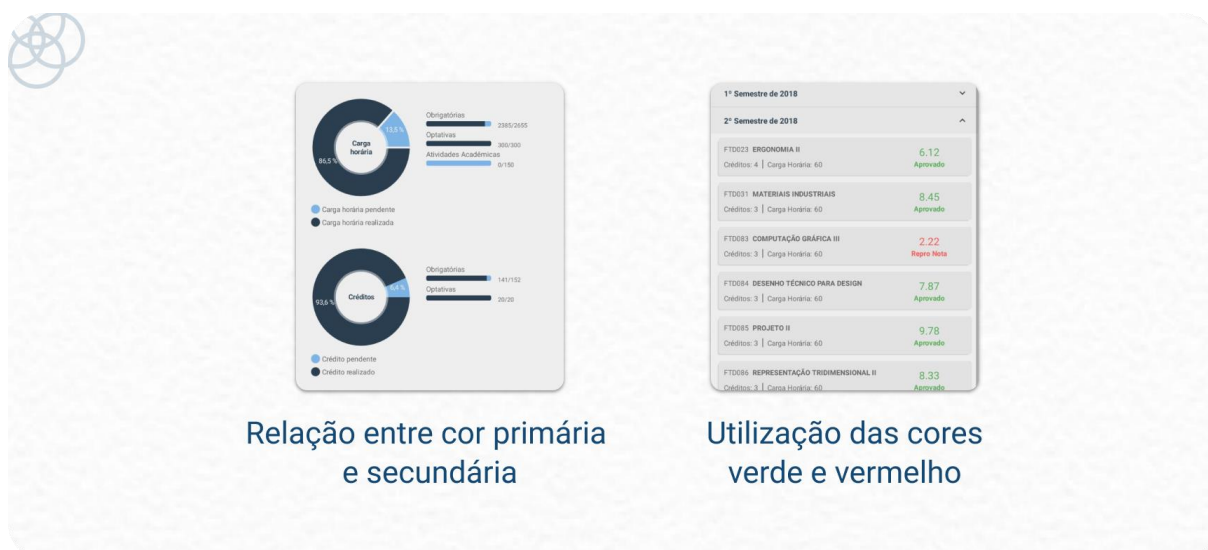 Carga
horária
13,5 %
86,5 %
Obrigatórias
2385/2655
Optativas
300/300
Atividades Acadêmicas
0/150
Carga horária pendente
Carga horária realizada
Créditos
6,4 %
93,6 %
Obrigatórias
141/152
Optativas
20/20
Crédito pendente
Crédito realizado
Relação entre cor primária
e secundária
1º Semestre de 2018
2º Semestre de 2018
FTD023 ERGONOMIA II
6.12
Créditos: 4 | Carga Horária: 60
Aprovado
FTD031 MATERIAIS INDUSTRIAIS
8.45
Créditos: 3 | Carga Horária: 60
Aprovado
FTD083 COMPUTAÇÃO GRÁFICA III
2.22
Créditos: 3 | Carga Horária: 60
Repro Nota
FTD084 DESENHO TÉCNICO PARA DESIGN
7.87
Créditos: 3 | Carga Horária: 60
Aprovado
FTD085 PROJETO II
9.78
Créditos: 3 | Carga Horária: 60
Aprovado
FTD086 REPRESENTAÇÃO TRIDIMENSIONAL II
8.33
Créditos: 3 | Carga Horária: 60
Aprovado
Utilização das cores
verde e vermelho